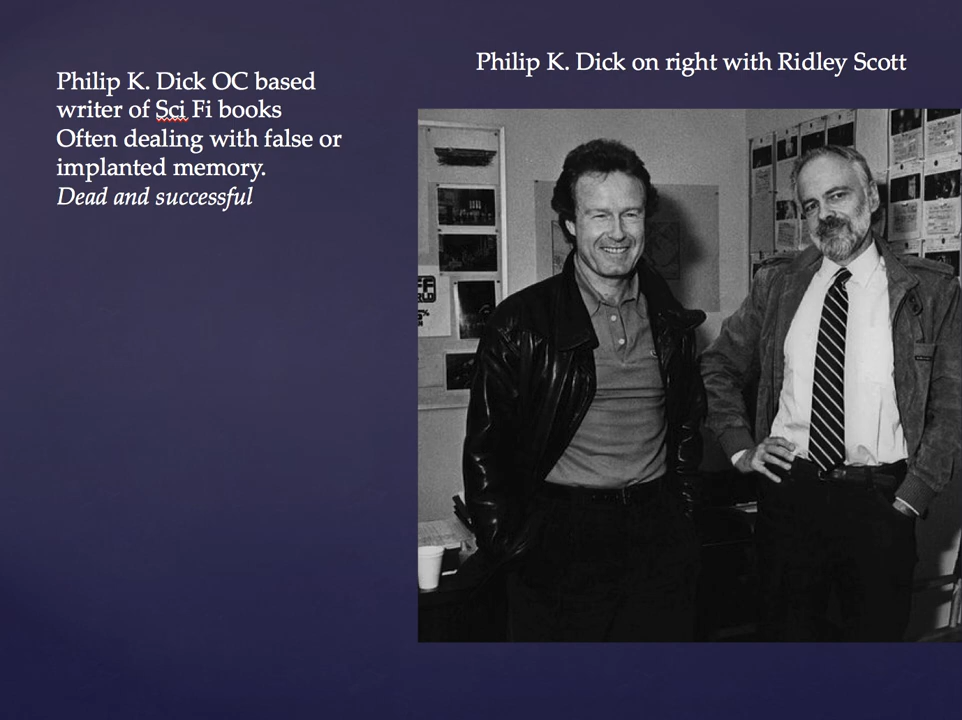 Philip K. Dick on right with Ridley Scott
Philip K. Dick OC based
writer of Sci Fi books
Often dealing with false or
implanted memory.
Dead and successful